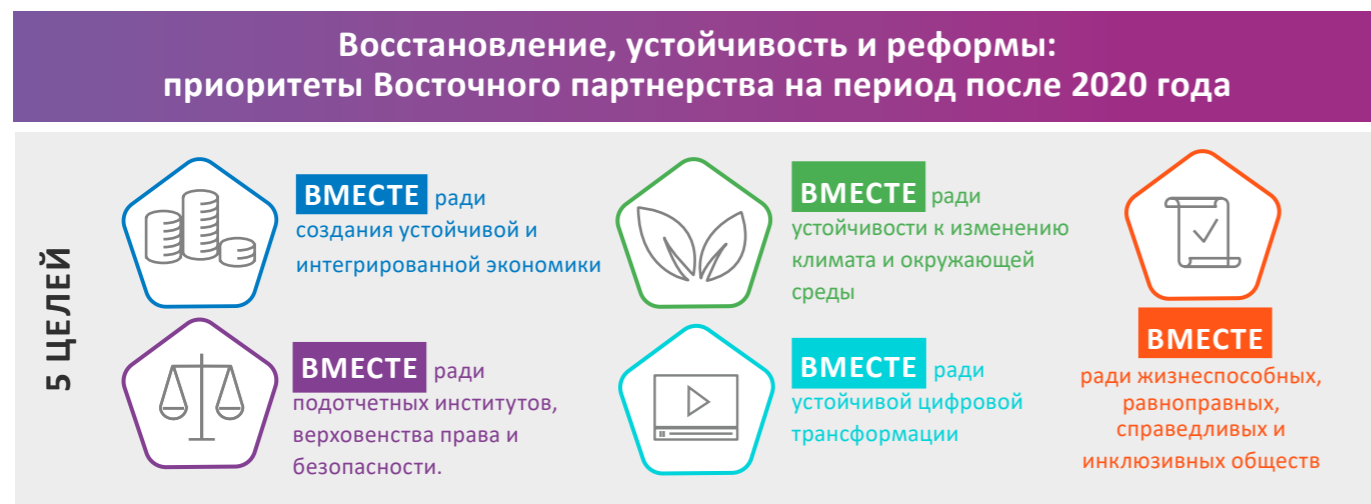 Восстановление, устойчивость и реформы:
приоритеты Восточного партнерства на период после 2020 года
5 ЦЕЛЕЙ
ВМЕСТЕ ради
создания устойчивой и
интегрированной экономики
ВМЕСТЕ ради
устойчивости к изменению
климата и окружающей
среды
ВМЕСТЕ
ради жизнеспособных,
равноправных,
справедливых и
инклюзивных обществ
ВМЕСТЕ ради
подотчетных институтов,
верховенства права и
безопасности.
ВМЕСТЕ ради
устойчивой цифровой
трансформации